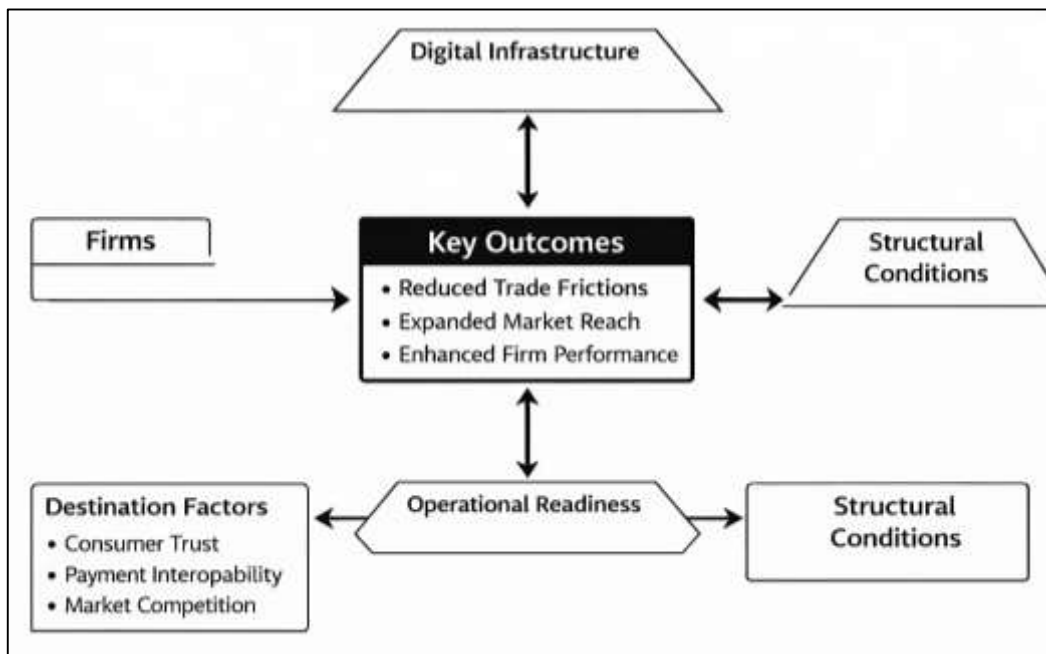 Digital Infrastructure
Firms
Key Outcomes
• Reduced Trade Frictions
• Expanded Market Reach
• Enhanced Firm Performance
Structural
Conditions
Destination Factors
• Consumer Trust
• Payment Interopability
• Market Competition
Operational Readiness
Structural
Conditions